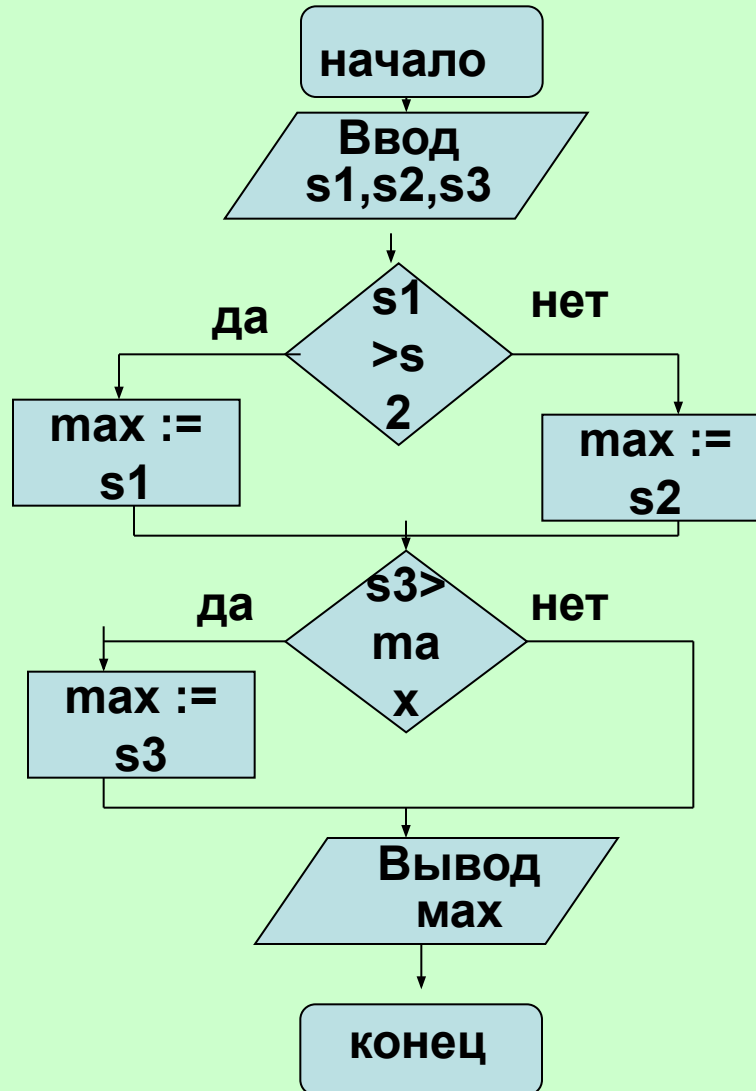 начало
Ввод
s1,s2,s3
s1
>s
2
да
нет
max :=
s1
max :=
s2
s3>
ma
x
да
нет
max :=
s3
Вывод
мах
конец